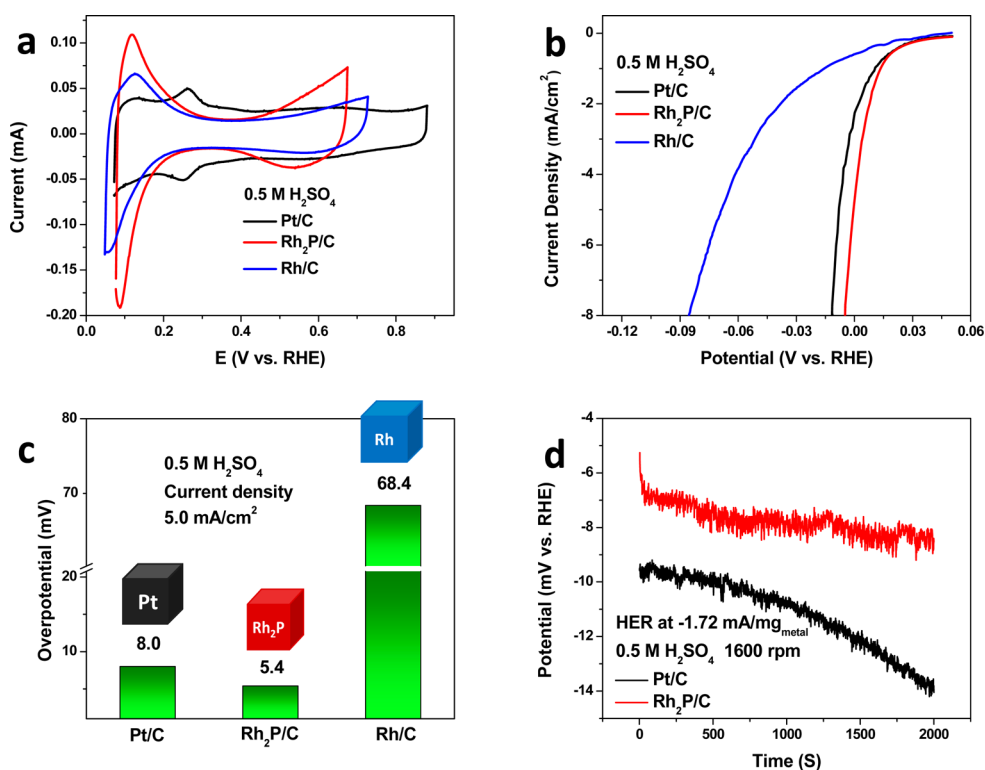 a
0.10
0.05
0.00
-0.05
-0.10
-0.15
-0.20
Current (mA)
0.5 M H₂SO₄
Pt/C
Rh₂P/C
Rh/C
0.0
0.2
0.4
0.6
0.8
E (V vs. RHE)
b
0
-2
-4
-6
-8
Current Density (mA/cm²)
0.5 M H₂SO₄
Pt/C
Rh₂P/C
Rh/C
-0.12
-0.09
-0.06
-0.03
0.00
0.03
0.06
Potential (V vs. RHE)
c
80
70
20
10
Overpotential (mV)
0.5 M H₂SO₄
Current density
5.0 mA/cm²
Pt
8.0
Rh₂P
5.4
Rh
68.4
Pt/C
Rh₂P/C
Rh/C
d
-4
-6
-8
-10
-12
-14
Potential (mV vs. RHE)
HER at -1.72 mA/mgmetal
0.5 M H₂SO₄ 1600 rpm
Pt/C
Rh₂P/C
0
500
1000
1500
2000
Time (S)